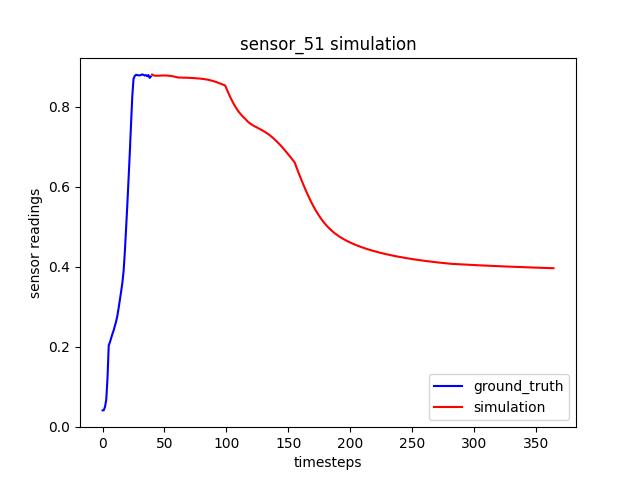 sensor_51 simulation
sensor readings
0.8
0.6
0.4
0.2
0.0
0 50 100 150 200 250 300 350
timesteps
ground_truth
simulation